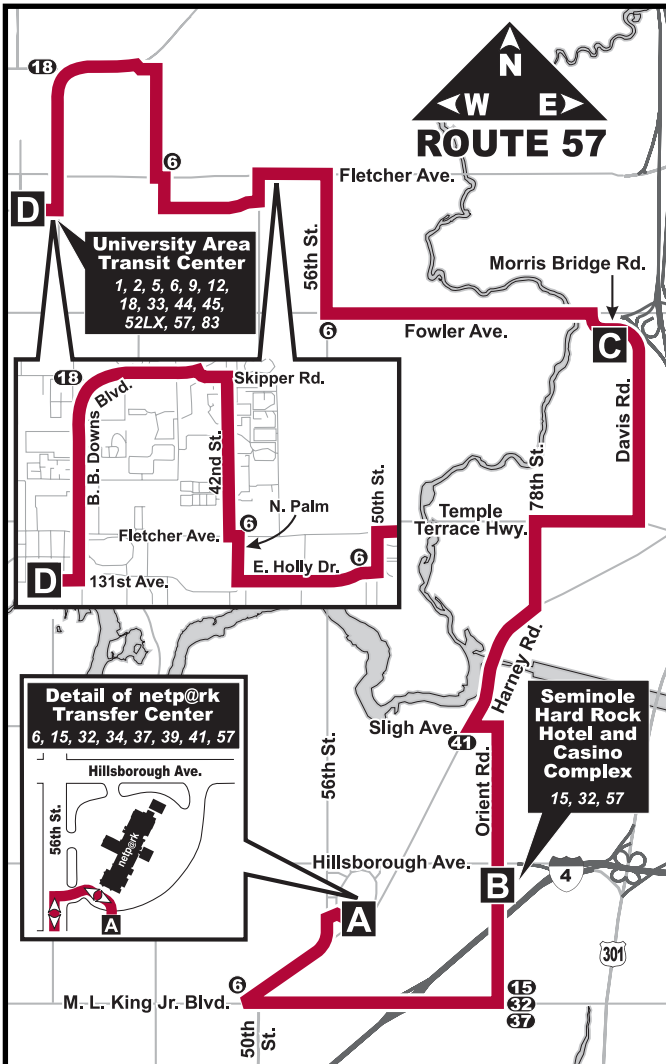 N
W E
ROUTE 57
18
6
Fletcher Ave.
D
University Area
Transit Center
1, 2, 5, 6, 9, 12,
18, 33, 44, 45,
52LX, 57, 83
56th St.
Morris Bridge Rd.
6
Fowler Ave.
C
Davis Rd.
18
B. B. Downs Blvd.
Skipper Rd.
42nd St.
N. Palm
50th St.
Fletcher Ave.
6
E. Holly Dr.
6
D
131st Ave.
78th St.
Temple
Terrace Hwy.
Harney Rd.
Detail of netp@rk
Transfer Center
6, 15, 32, 34, 37, 39, 41, 57
Hillsborough Ave.
56th St.
netp@rk
A
Sligh Ave.
41
Orient Rd.
56th St.
Seminole
Hard Rock
Hotel and
Casino
Complex
15, 32, 57
Hillsborough Ave.
B
4
A
301
6
M. L. King Jr. Blvd.
15
32
37
50th
St.